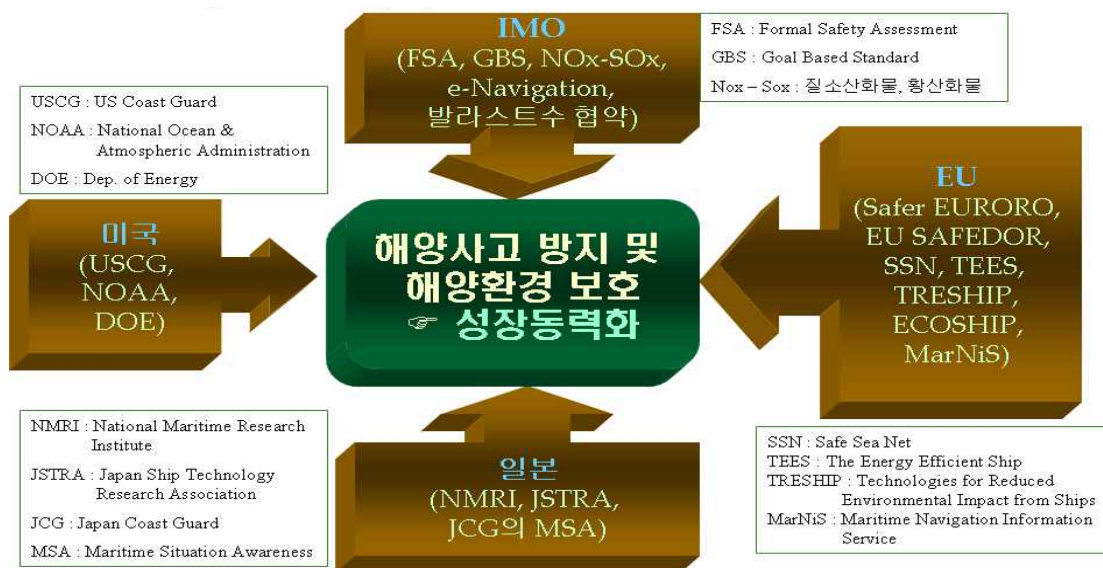 IMO
(FSA, GBS, NOx-SOx,
e-Navigation,
발라스트수 협약)
FSA : Formal Safety Assessment
GBS : Goal Based Standard
Nox – Sox : 질소산화물, 황산화물
USCG : US Coast Guard
NOAA : National Ocean &
Atmospheric Administration
DOE : Dep. of Energy
미국
(USCG,
NOAA,
DOE)
해양사고 방지 및
해양환경 보호
☞ 성장동력화
EU
(Safer EURORO,
EU SAFEDOR,
SSN, TEES,
TRESHIP,
ECOSHIP,
MarNiS)
NMRI : National Maritime Research
Institute
JSTRA : Japan Ship Technology
Research Association
JCG : Japan Coast Guard
MSA : Maritime Situation Awareness
일본
(NMRI, JSTRA,
JCG의 MSA)
SSN : Safe Sea Net
TEES : The Energy Efficient Ship
TRESHIP : Technologies for Reduced
Environmental Impact from Ships
MarNiS : Maritime Navigation Information
Service